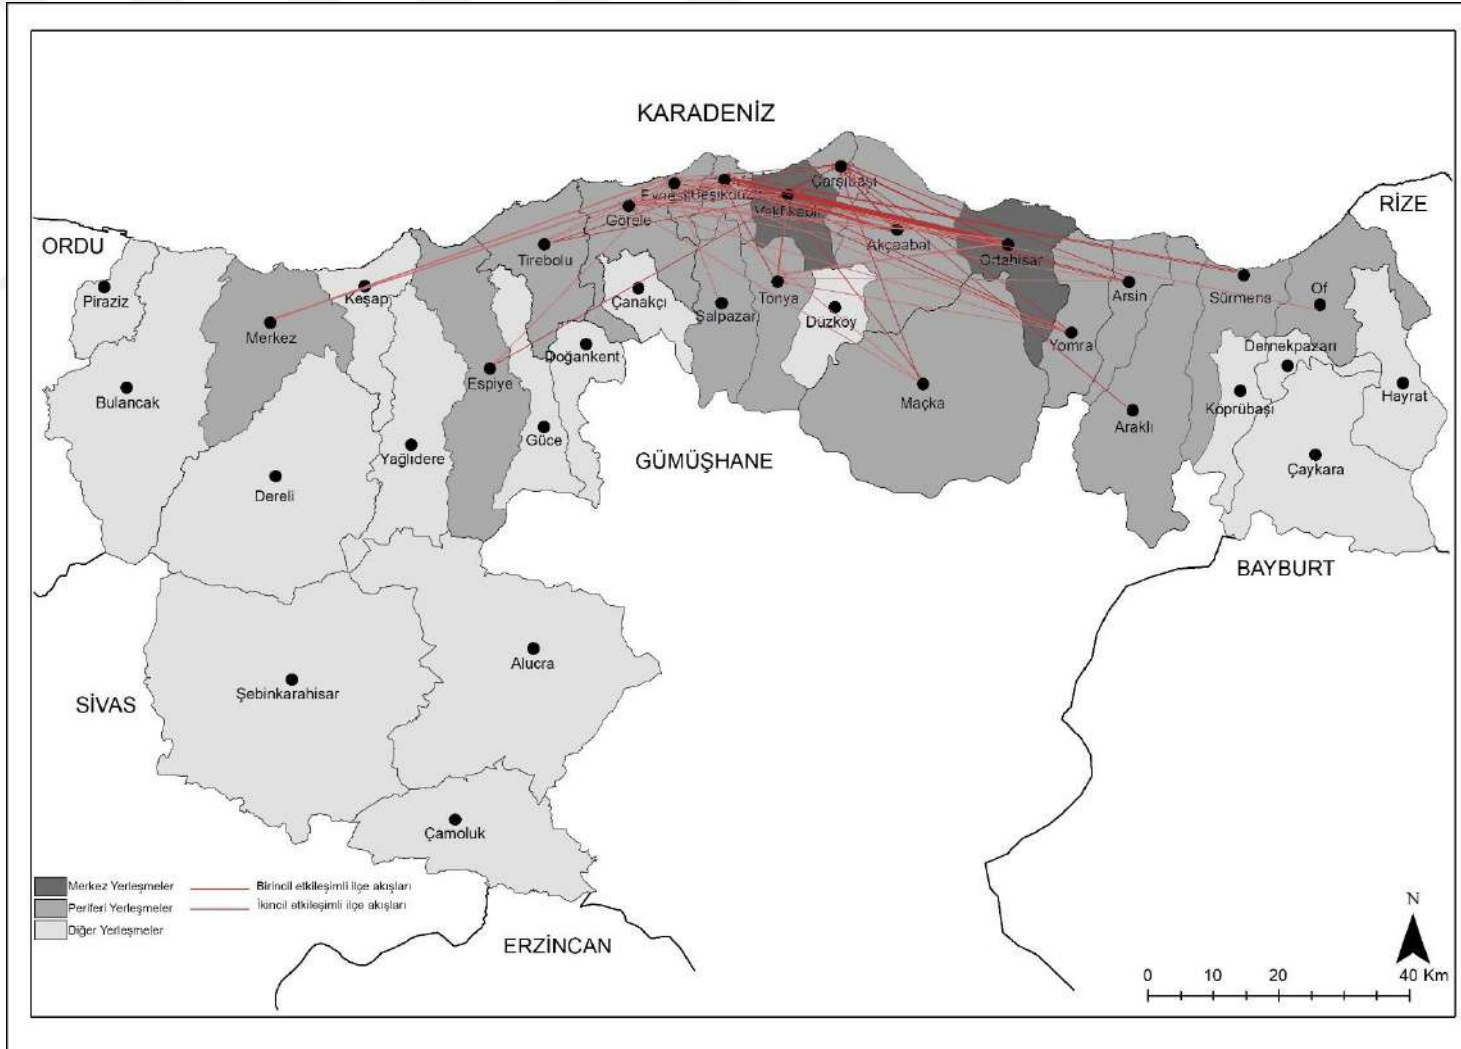 KARADENİZ
ORDU
RİZE
Çarşıbaşı
Görele
Akçaabat
Tirebolu
Ortahisar
Piraziz
Keşap
Çanakçı
Tonya
Arsin
Sürmena
Of
Şalpazar
Düzköy
Merkez
Doğankent
Yomra
Dernekpazarı
Espiye
Bulancak
Maçka
Köprübaşı
Hayrat
Araklı
Güce
Yağlıdere
GÜMÜŞHANE
Çaykara
Dereli
BAYBURT
Alucra
Şebinkarahisar
SİVAS
Çamoluk
Merkez Yerleşmeler
Birincil etkileşimli ilçe akışları
Periferi Yerleşmeler
İkincil etkileşimli ilçe akışları
Diğer Yerleşmeler
ERZİNCAN
N
0 10 20 40 Km